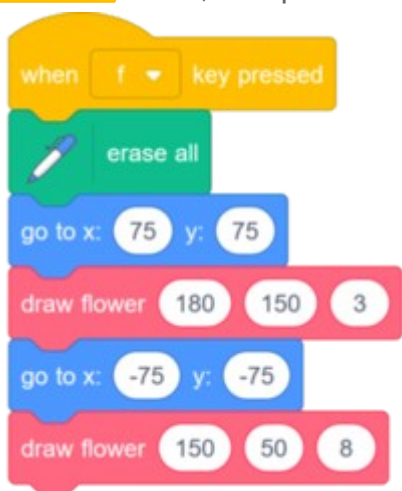 when f key pressed
erase all
go to x: 75 y: 75
draw flower 180 150 3
go to x: -75 y: -75
draw flower 150 50 8